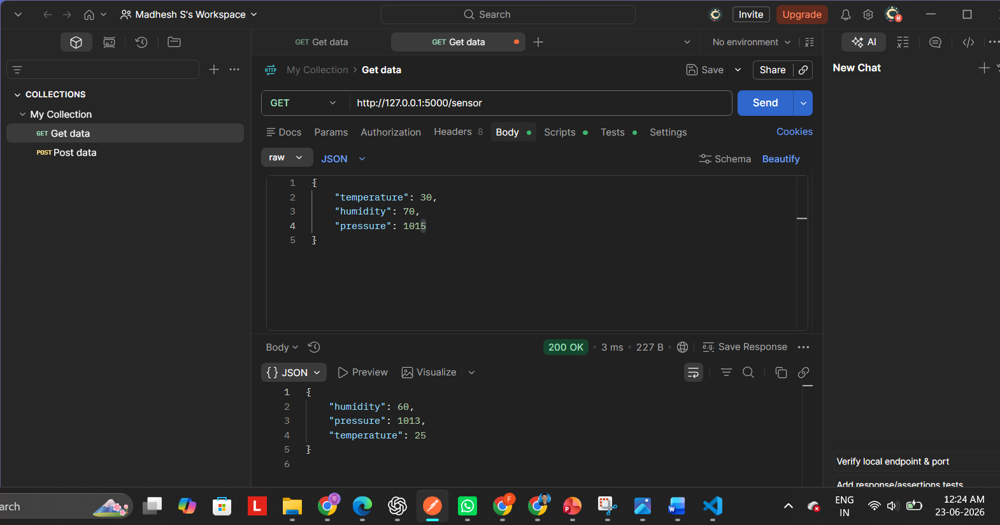 Madhesh S's Workspace
Search
Invite
Upgrade
M
GET Get data
GET Get data
No environment
AI
COLLECTIONS
My Collection
GET Get data
POST Post data
HTTP My Collection > Get data
Save
Share
GET http://127.0.0.1:5000/sensor
Send
Docs Params Authorization Headers 8 Body Scripts Tests Settings Cookies
raw JSON Schema Beautify
1 {
2 "temperature": 30,
3 "humidity": 70,
4 "pressure": 1015
5 }
Body 200 OK • 3 ms • 227 B • e.g. Save Response
{} JSON Preview Visualize
1 {
2 "humidity": 60,
3 "pressure": 1013,
4 "temperature": 25
5 }
6
New Chat
Verify local endpoint & port
Add response/assertions tests
arch
L
F
P
W
ENG
IN
12:24 AM
23-06-2026